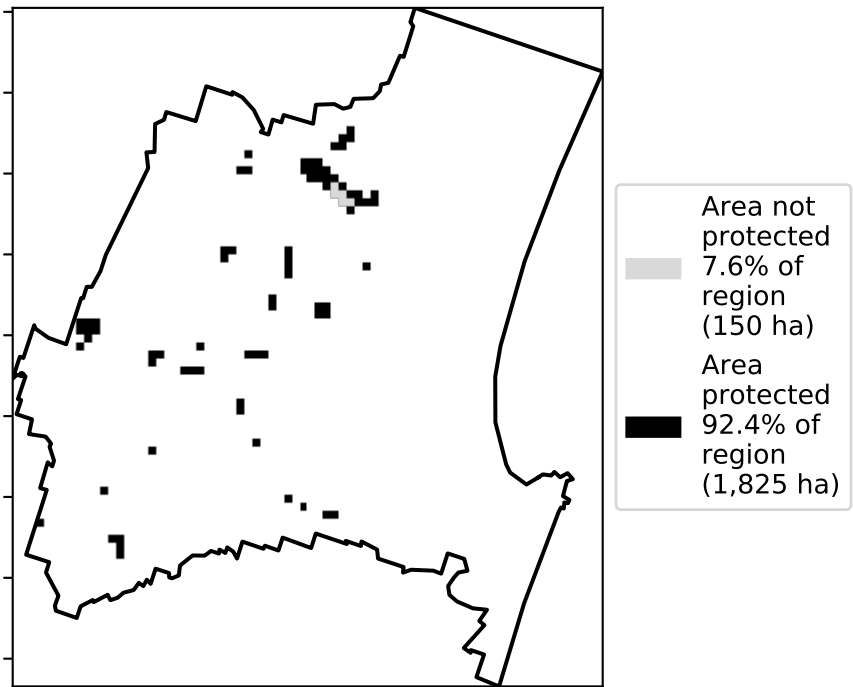 Area not
protected
7.6% of
region
(150 ha)
Area
protected
92.4% of
region
(1,825 ha)